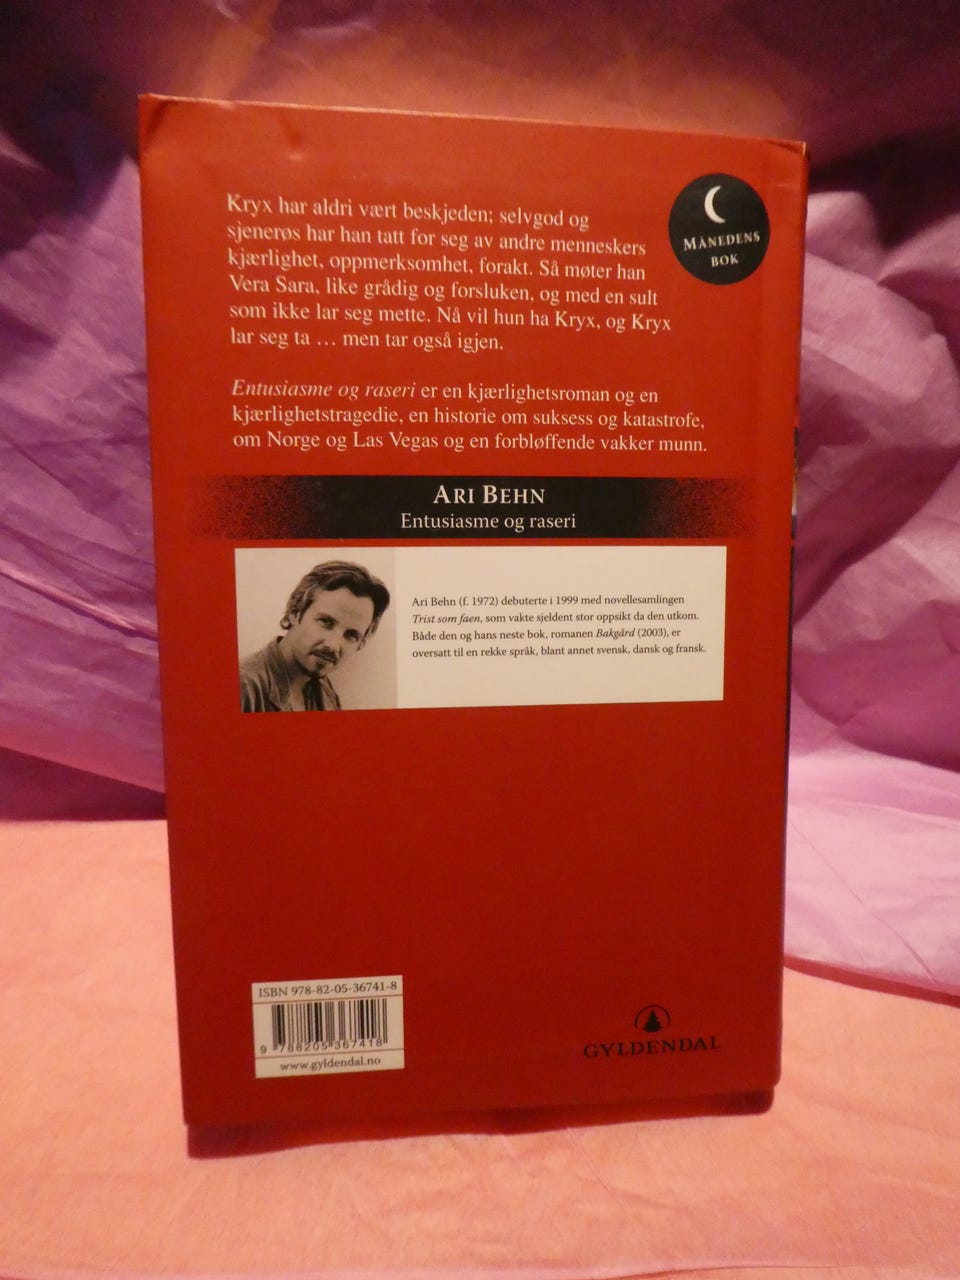 Kryx har aldri vært beskjeden; selvgod og
sjenerøs har han tatt for seg av andre menneskers
kjærlighet, oppmerksomhet, forakt. Så møter han
Vera Sara, like grådig og forsluken, og med en sult
som ikke lar seg mette. Nå vil hun ha Kryx, og Kryx
lar seg ta … men tar også igjen.
MÅNEDENS
BOK
Entusiasme og raseri er en kjærlighetsroman og en
kjærlighetstragedie, en historie om suksess og katastrofe,
om Norge og Las Vegas og en forbløffende vakker munn.
ARI BEHN
Entusiasme og raseri
Ari Behn (f. 1972) debuterte i 1999 med novellesamlingen
Trist som faen, som vakte sjeldent stor oppsikt da den utkom.
Både den og hans neste bok, romanen Bakgård (2003), er
oversatt til en rekke språk, blant annet svensk, dansk og fransk.
ISBN 978-82-05-36741-8
9 788205 367418
www.gyldendal.no
GYLDENDAL